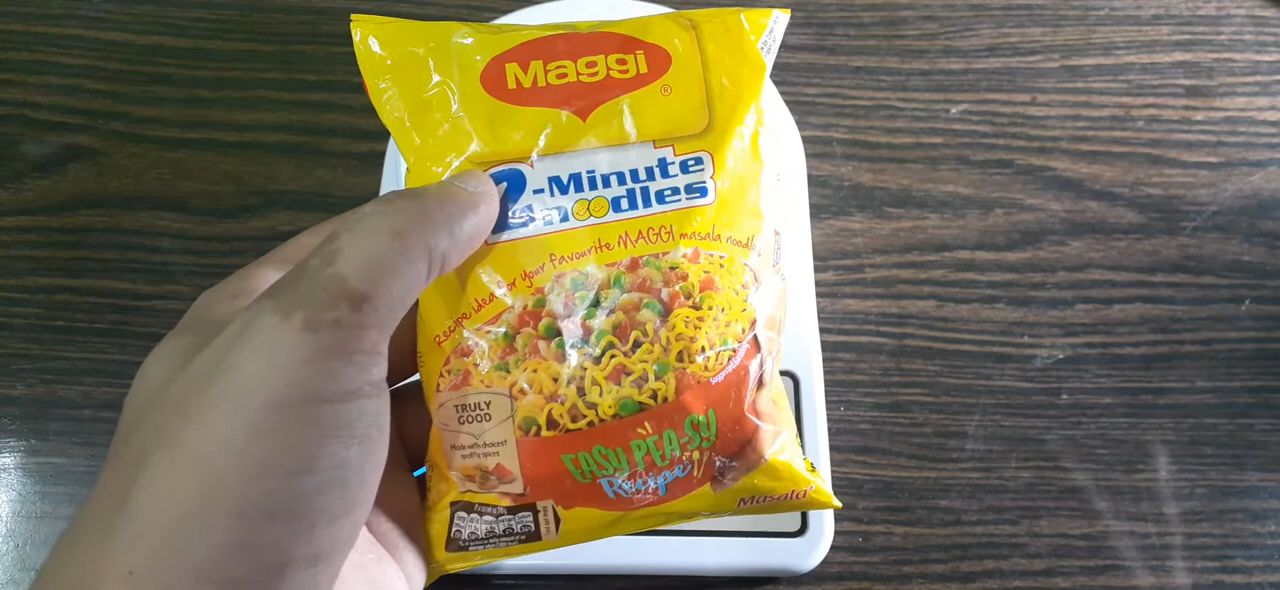 Maggi
®
2-Minute
noodles
Recipe idea for your favourite MAGGI masala noodles
TRULY
GOOD
Made with choicest
quality spices
EASY PEA-SY
Recipe
Masala